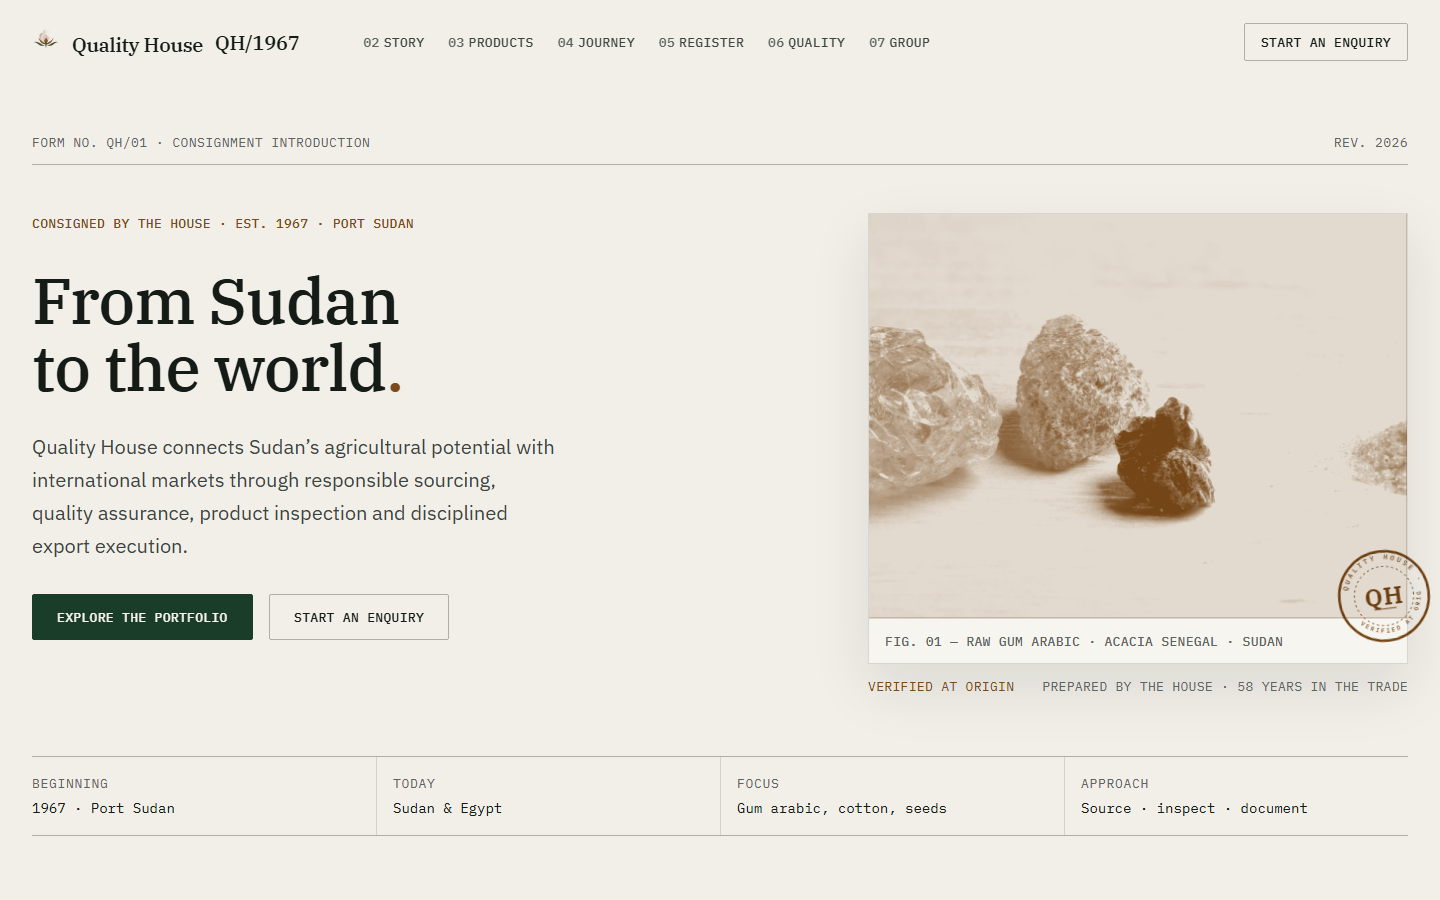 Quality House QH/1967
02 STORY 03 PRODUCTS 04 JOURNEY 05 REGISTER 06 QUALITY 07 GROUP
START AN ENQUIRY
FORM NO. QH/01 · CONSIGNMENT INTRODUCTION
REV. 2026
CONSIGNED BY THE HOUSE · EST. 1967 · PORT SUDAN
From Sudan
to the world.
Quality House connects Sudan’s agricultural potential with
international markets through responsible sourcing,
quality assurance, product inspection and disciplined
export execution.
EXPLORE THE PORTFOLIO
START AN ENQUIRY
QUALITY HOUSE ·
QH
VERIFIED AT
FIG. 01 — RAW GUM ARABIC · ACACIA SENEGAL · SUDAN
VERIFIED AT ORIGIN
PREPARED BY THE HOUSE · 58 YEARS IN THE TRADE
BEGINNING
1967 · Port Sudan
TODAY
Sudan & Egypt
FOCUS
Gum arabic, cotton, seeds
APPROACH
Source · inspect · document